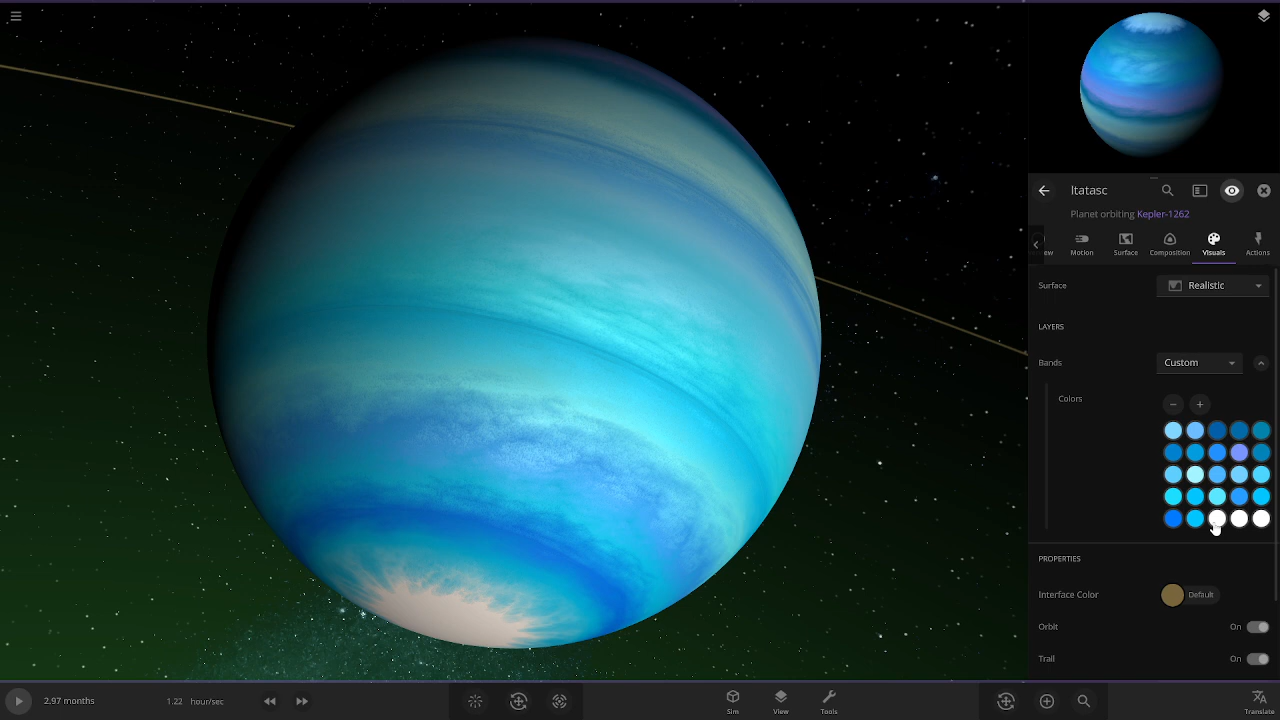 Itatasc
Planet orbiting Kepler-1262
ew
Motion
Surface
Composition
Visuals
Actions
Surface
Realistic
LAYERS
Bands
Custom
Colors
PROPERTIES
Interface Color
Default
Orbit
On
Trail
On
2.97 months
1.22 hour/sec
Sim
View
Tools
Translate